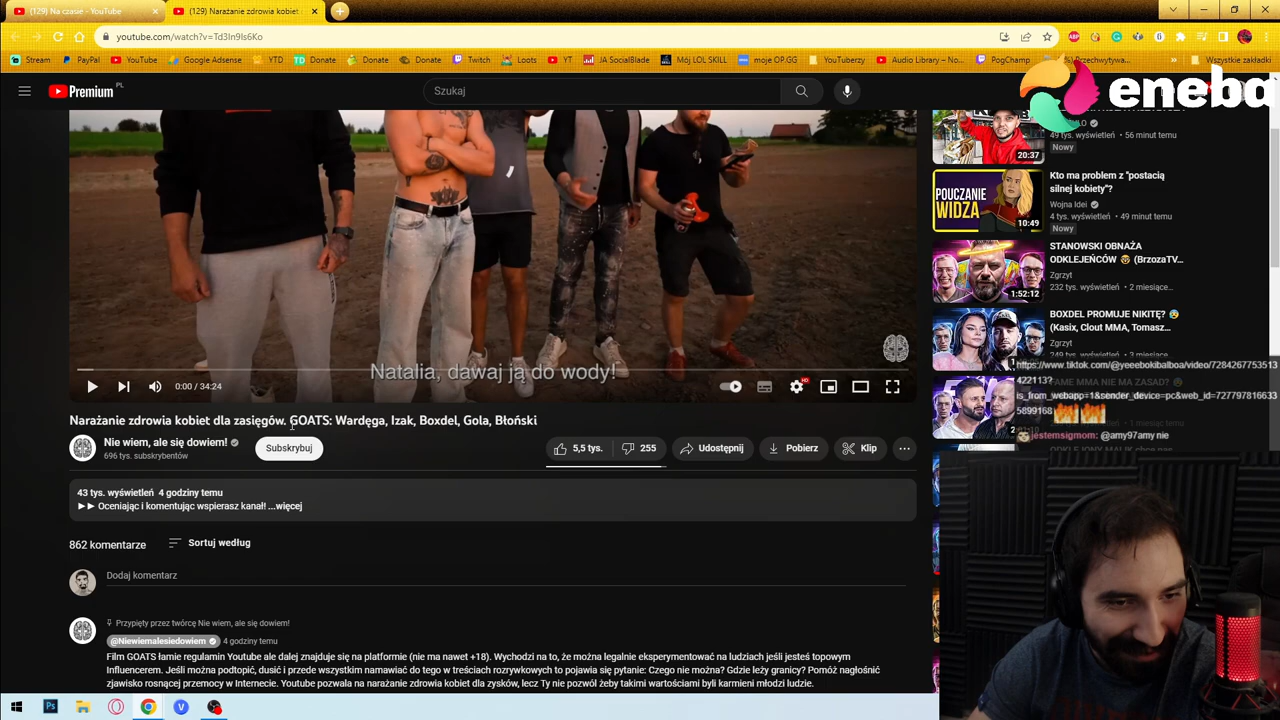 (129) Na czasie - YouTube
(129) Narażanie zdrowia kobiet
youtube.com/watch?v=Td3In9Is6Ko
Stream PayPal YouTube Google Adsense YTD Donate Donate Donate Twitch Loots YT JA SocialBlade Mój LOL SKILL moje OP.GG YouTuberzy Audio Library – No... PogChamp Przechwytywa... » Wszystkie zakładki
Premium PL
Szukaj
eneba
49 tys. wyświetleń • 56 minut temu
Nowy
20:37
Kto ma problem z "postacią
silnej kobiety"?
Wojna Idei
4 tys. wyświetleń • 49 minut temu
Nowy
POUCZANIE
WIDZA
10:49
STANOWSKI OBNAŻA
ODKLEJEŃCÓW 🤯 (BrzozaTV...
Zgrzyt
232 tys. wyświetleń • 2 miesiące...
1:52:12
BOXDEL PROMUJE NIKITĘ? 😰
(Kasix, Clout MMA, Tomasz...
Zgrzyt
https://www.tiktok.com/@yeeebokibalboa/video/7284267753513
422113?
is_from_webapp=1&sender_device=pc&web_id=727797816633
5899168
jestemsigmom: @amy97amy nie
Natalia, dawaj ją do wody!
0:00 / 34:24
Narażanie zdrowia kobiet dla zasięgów. GOATS: Wardęga, Izak, Boxdel, Gola, Błoński
Nie wiem, ale się dowiem!
696 tys. subskrybentów
Subskrybuj
5,5 tys.
255
Udostępnij
Pobierz
Klip
43 tys. wyświetleń 4 godziny temu
►► Oceniając i komentując wspierasz kanał! ...więcej
862 komentarze
Sortuj według
Dodaj komentarz
Przypięty przez twórcę Nie wiem, ale się dowiem!
@Niewiemalesiedowiem 4 godziny temu
Film GOATS łamie regulamin Youtube ale dalej znajduje się na platformie (nie ma nawet +18). Wychodzi na to, że można legalnie eksperymentować na ludziach jeśli jesteś topowym
Influencerem. Jeśli można podtopić, dusić i przede wszystkim namawiać do tego w treściach rozrywkowych to pojawia się pytanie: Czego nie można? Gdzie leży granicy? Pomóż nagłośnić
zjawisko rosnącej przemocy w Internecie. Youtube pozwala na narażanie zdrowia kobiet dla zysków, lecz Ty nie pozwól żeby takimi wartościami byli karmieni młodzi ludzie.